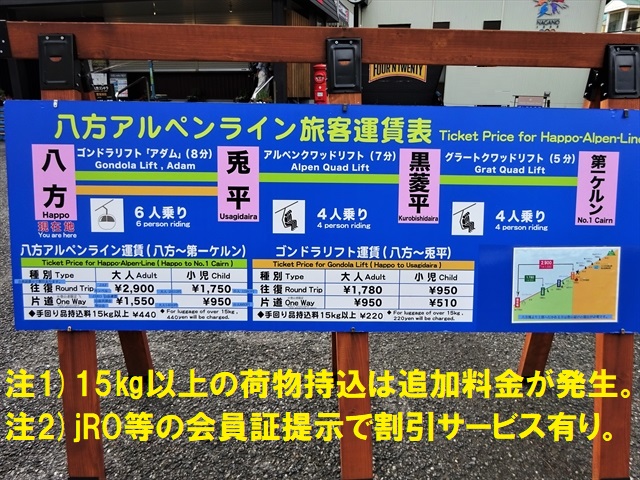 NAGANO
FOUR'N TWENTY
八方アルペンライン旅客運賃表 Ticket Price for Happo-Alpen-Line
八方
Happo
現在地
You are here
ゴンドラリフト「アダム」(8分)
Gondola Lift , Adam
6人乗り
6 person riding
兎平
Usagidaira
アルペンクワッドリフト (7分)
Alpen Quad Lift
4人乗り
4 person riding
黒菱平
Kurobishidaira
グラートクワッドリフト (5分)
Grat Quad Lift
4人乗り
4 person riding
第一ケルン
No.1 Cairn
八方アルペンライン運賃 (八方〜第一ケルン)
Ticket Price for Happo-Alpen-Line ( Happo to No.1 Cairn )
種別 Type 大人 Adult 小児 Child
往復 Round Trip ¥2,900 ¥1,750
片道 One Way ¥1,550 ¥950
◆手回り品持込料15kg以上 ¥440
◆ For luggage of over 15kg , 440yen will be charged.
ゴンドラリフト運賃 (八方〜兎平)
Ticket Price for Gondola Lift ( Happo to Usagidaira )
種別 Type 大人 Adult 小児 Child
往復 Round Trip ¥1,780 ¥950
片道 One Way ¥950 ¥510
◆手回り品持込料15kg以上 ¥220
◆ For luggage of over 15kg , 220yen will be charged.
注1) 15㎏以上の荷物持込は追加料金が発生。
注2) jRO等の会員証提示で割引サービス有り。